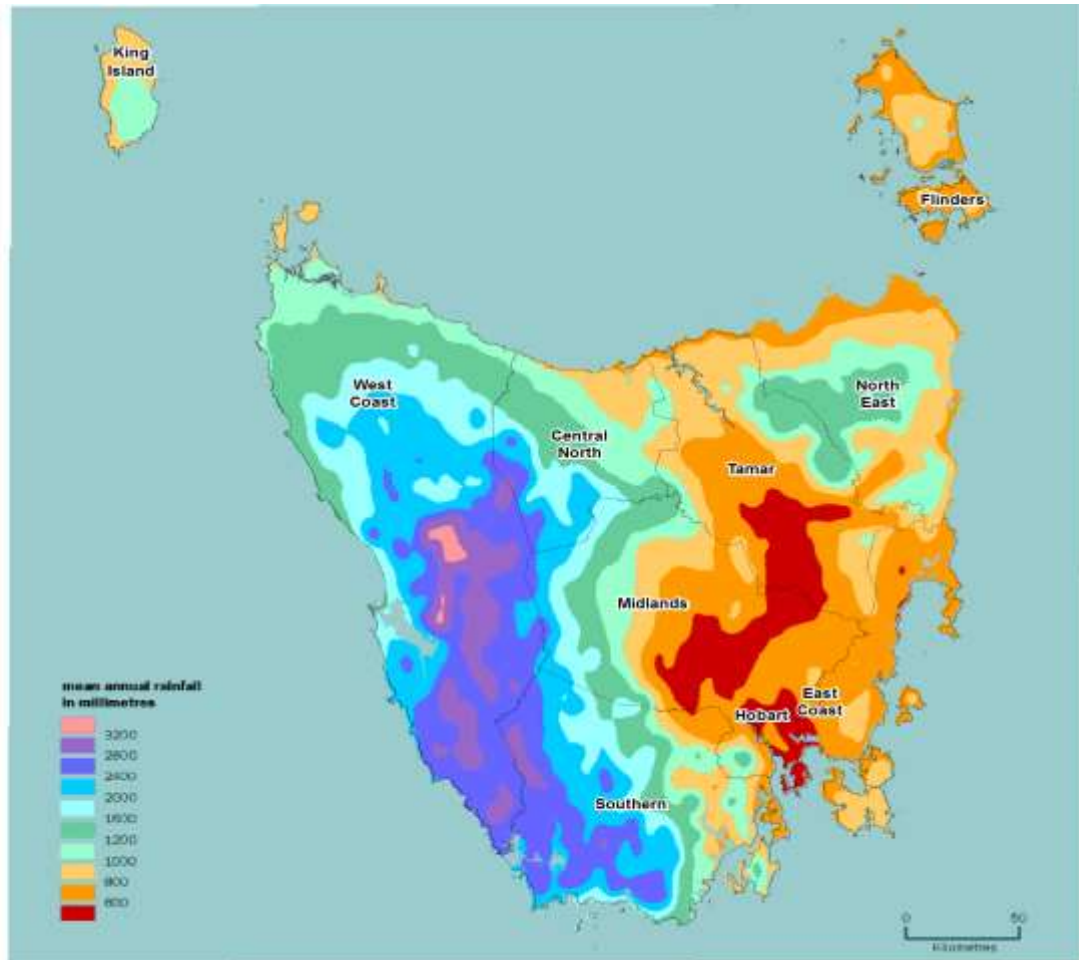 King
Island
Flinders
West
Coast
North
East
Central
North
Tamar
Midlands
East
Coast
Hobart
Southern
mean annual rainfall
in millimetres
3200
2800
2400
2000
1600
1200
1000
800
600
0 50
Kilometres